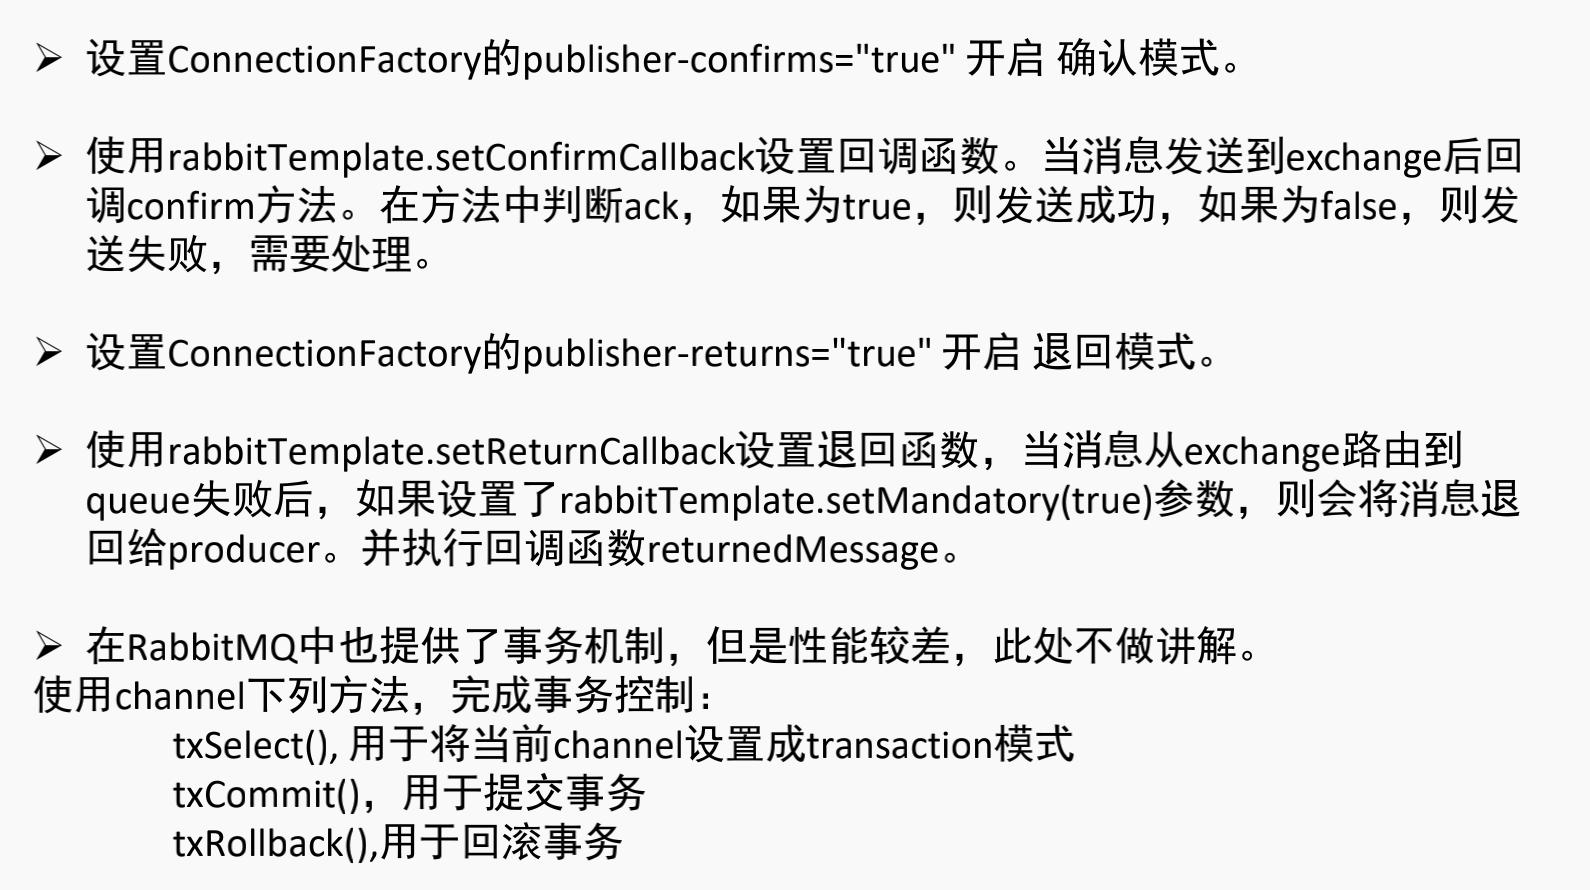 ➢ 设置ConnectionFactory的publisher-confirms="true" 开启 确认模式。
➢ 使用rabbitTemplate.setConfirmCallback设置回调函数。当消息发送到exchange后回
调confirm方法。在方法中判断ack，如果为true，则发送成功，如果为false，则发
送失败，需要处理。
➢ 设置ConnectionFactory的publisher-returns="true" 开启 退回模式。
➢ 使用rabbitTemplate.setReturnCallback设置退回函数，当消息从exchange路由到
queue失败后，如果设置了rabbitTemplate.setMandatory(true)参数，则会将消息退
回给producer。并执行回调函数returnedMessage。
➢ 在RabbitMQ中也提供了事务机制，但是性能较差，此处不做讲解。
使用channel下列方法，完成事务控制：
txSelect(), 用于将当前channel设置成transaction模式
txCommit()，用于提交事务
txRollback(),用于回滚事务